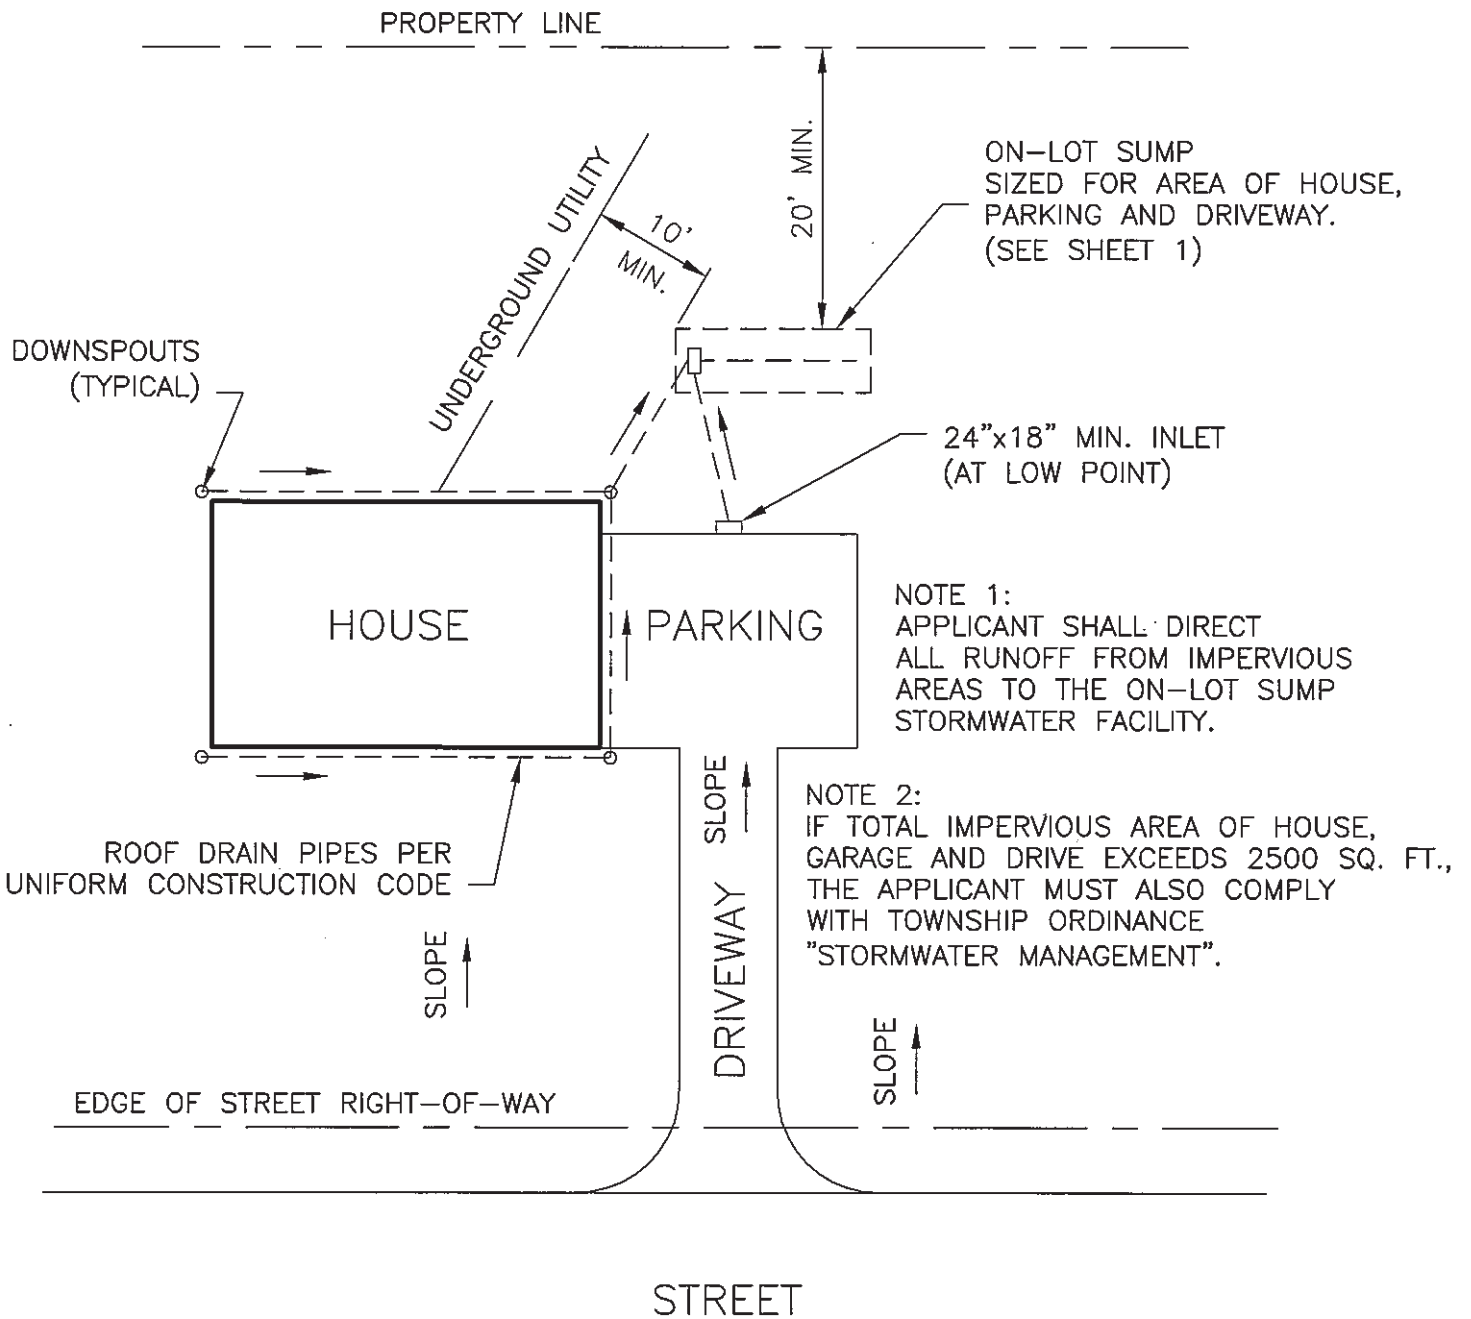 PROPERTY LINE
20' MIN.
ON-LOT SUMP
SIZED FOR AREA OF HOUSE,
PARKING AND DRIVEWAY.
(SEE SHEET 1)
UNDERGROUND UTILITY
10'
MIN.
DOWNSPOUTS
(TYPICAL)
24"x18" MIN. INLET
(AT LOW POINT)
HOUSE
PARKING
NOTE 1:
APPLICANT SHALL DIRECT
ALL RUNOFF FROM IMPERVIOUS
AREAS TO THE ON-LOT SUMP
STORMWATER FACILITY.
SLOPE
NOTE 2:
IF TOTAL IMPERVIOUS AREA OF HOUSE,
GARAGE AND DRIVE EXCEEDS 2500 SQ. FT.,
THE APPLICANT MUST ALSO COMPLY
WITH TOWNSHIP ORDINANCE
"STORMWATER MANAGEMENT".
ROOF DRAIN PIPES PER
UNIFORM CONSTRUCTION CODE
SLOPE
DRIVEWAY
SLOPE
EDGE OF STREET RIGHT-OF-WAY
STREET